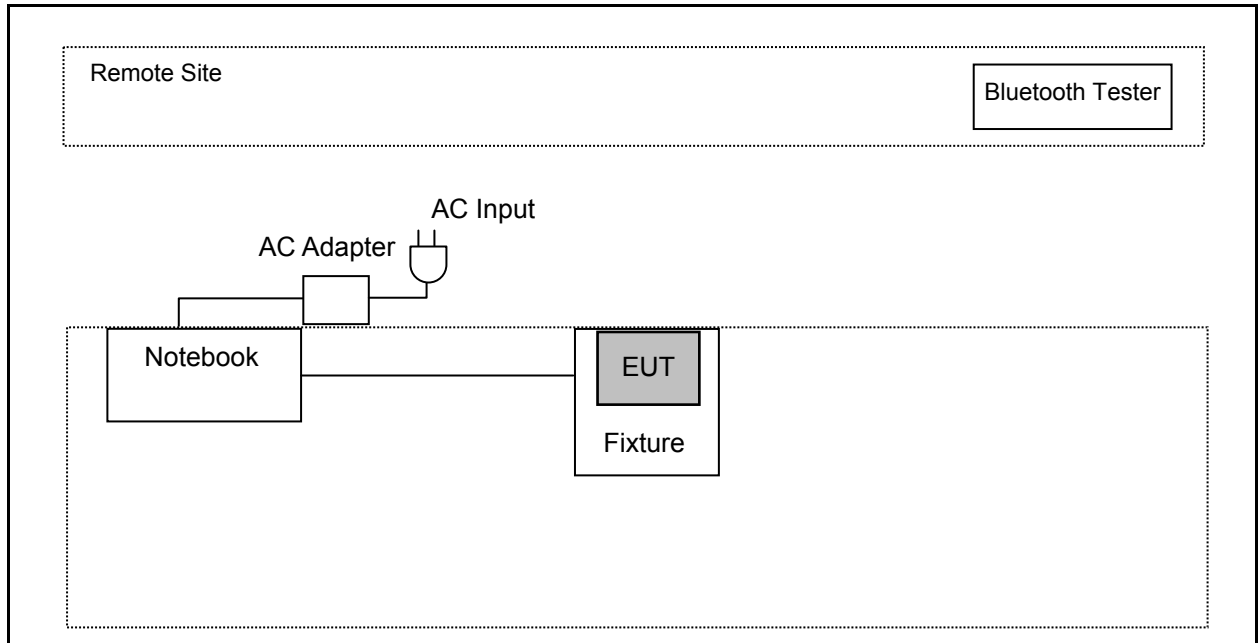 Remote Site
Bluetooth Tester
AC Input
AC Adapter
Notebook
EUT
Fixture